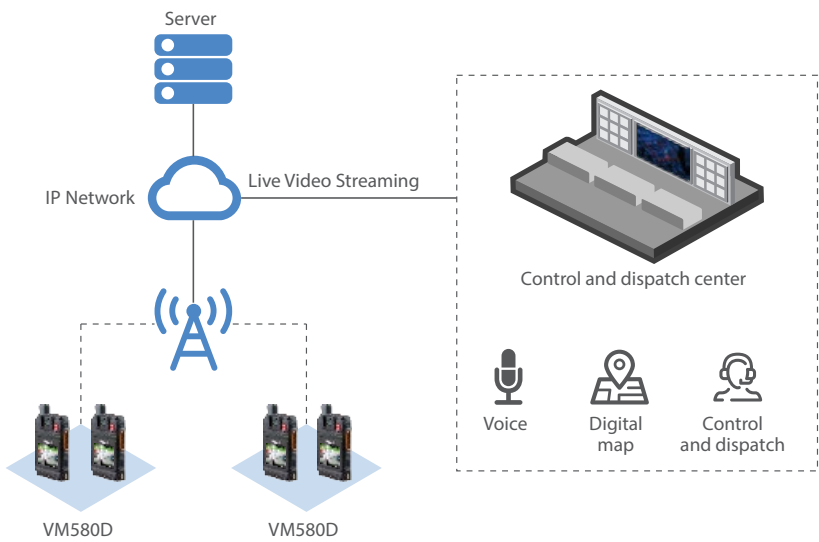 Server
IP Network
Live Video Streaming
Control and dispatch center
Voice
Digital
map
Control
and dispatch
VM580D
VM580D